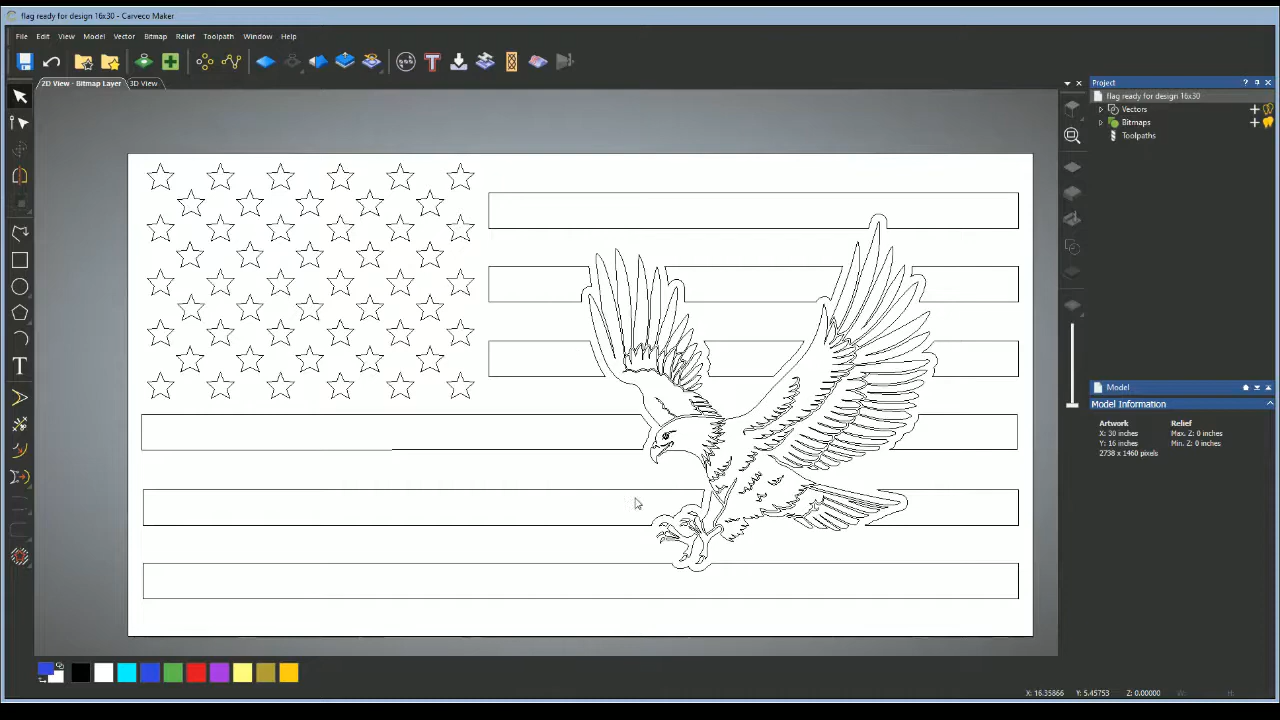 flag ready for design 16x30 - Carveco Maker
File Edit View Model Vector Bitmap Relief Toolpath Window Help
2D View - Bitmap Layer 3D View
Project
flag ready for design 16x30
Vectors
Bitmaps
Toolpaths
Model
Model Information
Artwork Relief
X: 30 inches Max. Z: 0 inches
Y: 16 inches Min. Z: 0 inches
2738 x 1460 pixels
X: 16.35866 Y: 5.45753 Z: 0.00000 W: H: